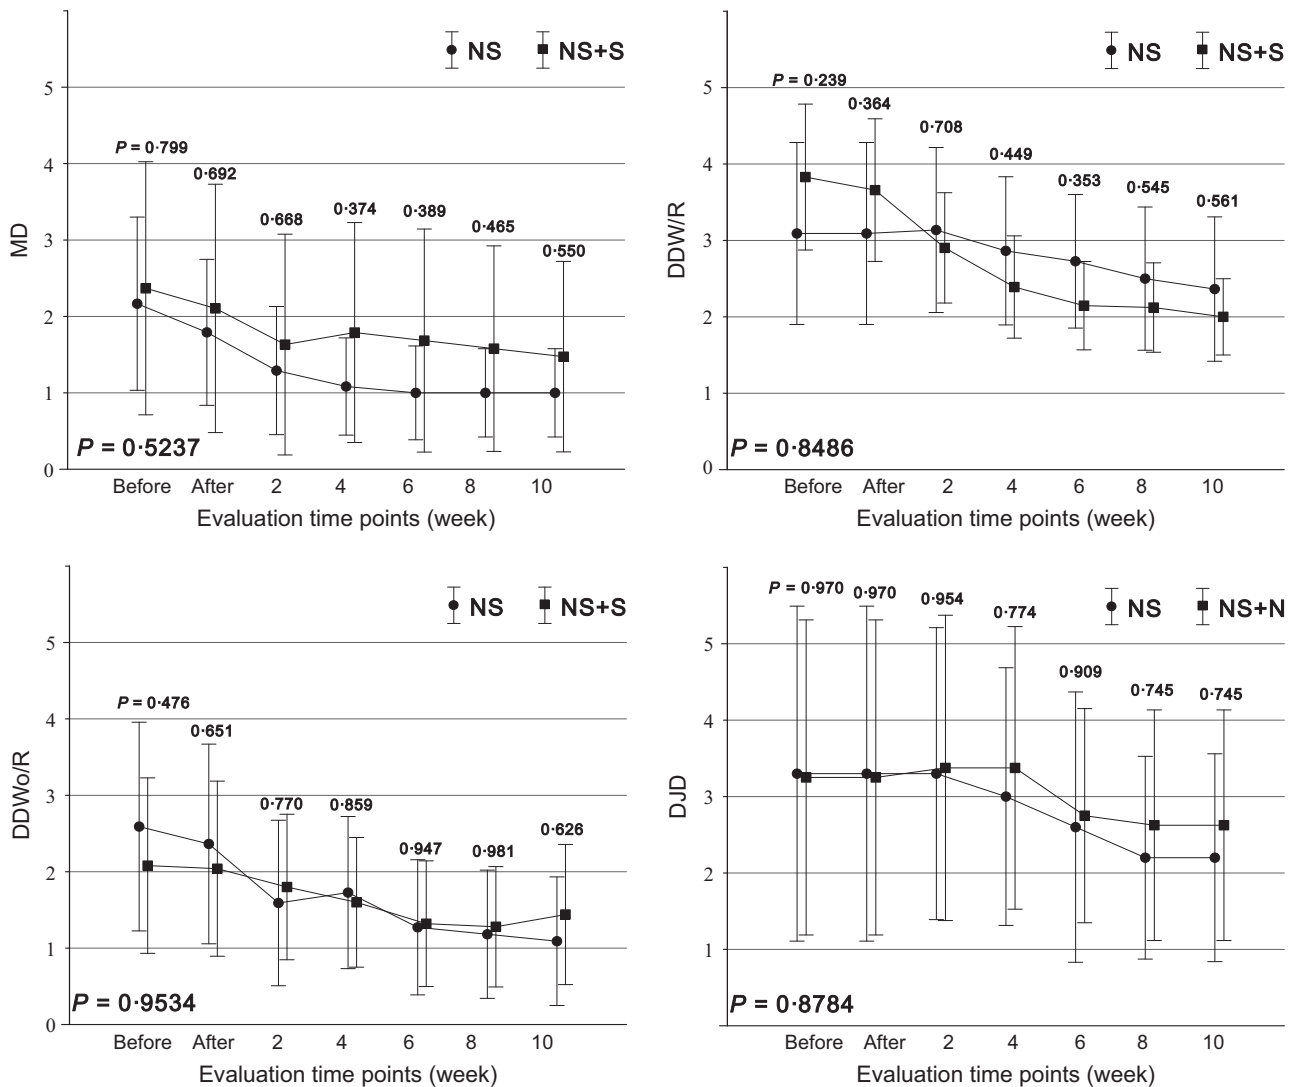 NS NS+S
5
P = 0·799
4
0·692
0·668 0·374 0·389 0·465 0·550
3
MD
2
1
P = 0·5237
0
Before After 2 4 6 8 10
Evaluation time points (week)
NS NS+S
P = 0·239
5
0·364
0·708
0·449
4
0·353 0·545 0·561
DDW/R
3
2
1
P = 0·8486
0
Before After 2 4 6 8 10
Evaluation time points (week)
NS NS+S
5
P = 0·476
4
0·651
3
0·770 0·859
0·947 0·981 0·626
DDWo/R
2
1
P = 0·9534
0
Before After 2 4 6 8 10
Evaluation time points (week)
NS NS+N
P = 0·970 0·970 0·954 0·774
5
0·909 0·745 0·745
4
DJD
3
2
1
P = 0·8784
Before After 2 4 6 8 10
Evaluation time points (week)